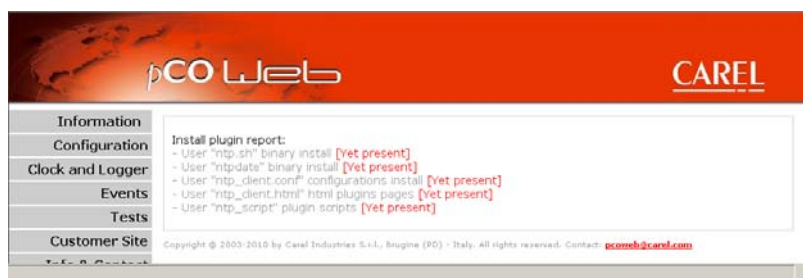 pCO Web
CAREL
Information
Configuration
Clock and Logger
Events
Tests
Customer Site
Info & Contact
Install plugin report:
- User "ntp.sh" binary install [Yet present]
- User "ntpdate" binary install [Yet present]
- User "ntp_client.conf" configurations install [Yet present]
- User "ntp_client.html" html plugins pages [Yet present]
- User "ntp_script" plugin scripts [Yet present]
Copyright @ 2003-2010 by Carel Industries S.r.l., Brugine (PD) - Italy. All rights reserved. Contact: pcoweb@carel.com